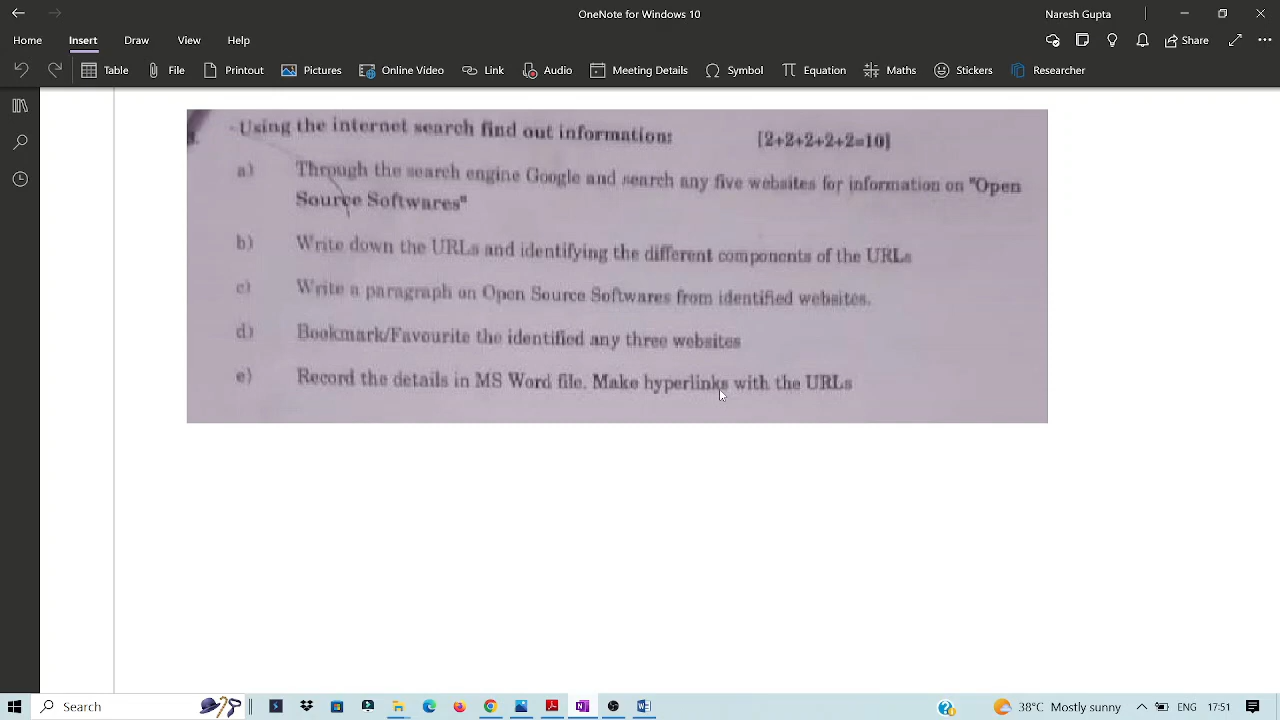 OneNote for Windows 10
Naresh Gupta
Home Insert Draw View Help
Share
Table File Printout Pictures Online Video Link Audio Meeting Details Symbol Equation Maths Stickers Researcher
Using the internet search find out information: [2+2+2+2+2=10]
a) Through the search engine Google and search any five websites for information on "Open
Source Softwares"
b) Write down the URLs and identifying the different components of the URLs
c) Write a paragraph on Open Source Softwares from identified websites.
d) Bookmark/Favourite the identified any three websites
e) Record the details in MS Word file. Make hyperlinks with the URLs
Search
38°C Mostly sunny
ENG
17:51